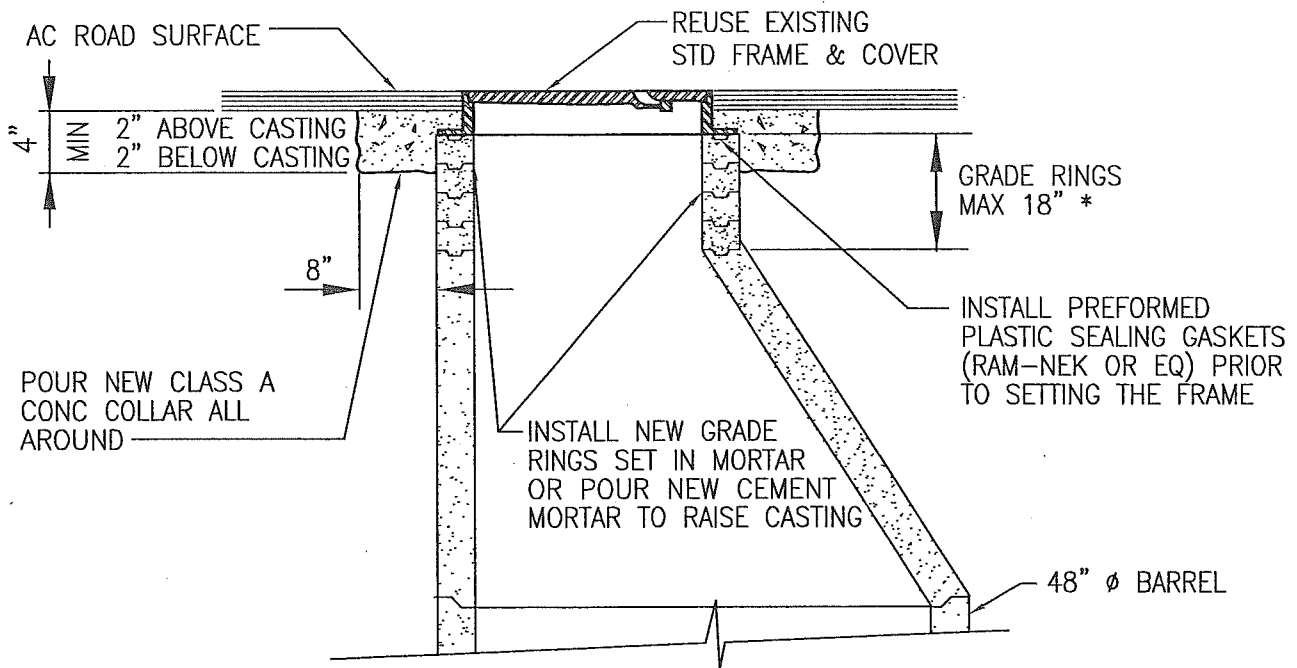 AC ROAD SURFACE
REUSE EXISTING
STD FRAME & COVER
4"
MIN
2" ABOVE CASTING
2" BELOW CASTING
GRADE RINGS
MAX 18" *
8"
INSTALL PREFORMED
PLASTIC SEALING GASKETS
(RAM-NEK OR EQ) PRIOR
TO SETTING THE FRAME
POUR NEW CLASS A
CONC COLLAR ALL
AROUND
INSTALL NEW GRADE
RINGS SET IN MORTAR
OR POUR NEW CEMENT
MORTAR TO RAISE CASTING
48" ø BARREL